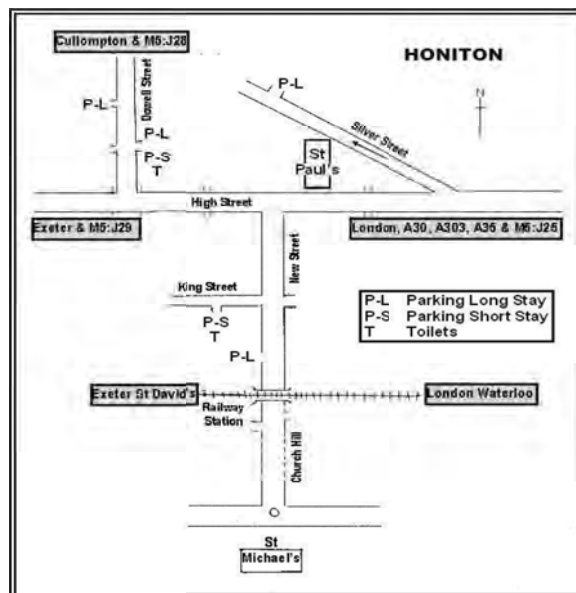 Cullompton & M5:J28
HONITON
Dowell Street
P-L
P-L
N
Silver Street
P-L
P-S
T
St
Paul's
High Street
Exeter & M5:J29
London, A30, A303, A35 & M5:J25
New Street
King Street
P-S
T
P-L
P-L Parking Long Stay
P-S Parking Short Stay
T Toilets
Exeter St David's
London Waterloo
Railway
Station
Church Hill
St
Michael's